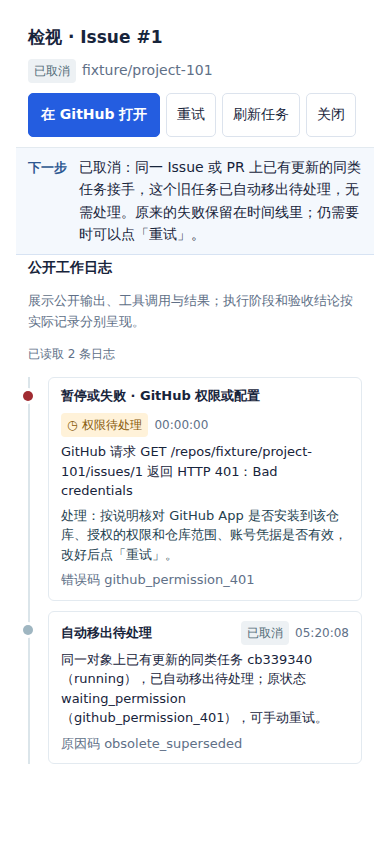 检视 · Issue #1
已取消 fixture/project-101
在 GitHub 打开 重试 刷新任务 关闭
下一步 已取消：同一 Issue 或 PR 上已有更新的同类
任务接手，这个旧任务已自动移出待处理，无
需处理。原来的失败保留在时间线里；仍需要
时可以点「重试」。
公开工作日志
展示公开输出、工具调用与结果；执行阶段和验收结论按
实际记录分别呈现。
已读取 2 条日志
暂停或失败 · GitHub 权限或配置
◷ 权限待处理 00:00:00
GitHub 请求 GET /repos/fixture/project-
101/issues/1 返回 HTTP 401：Bad
credentials
处理：按说明核对 GitHub App 是否安装到该仓
库、授权的权限和仓库范围、账号凭据是否有效，
改好后点「重试」。
错误码 github_permission_401
自动移出待处理 已取消 05:20:08
同一对象上已有更新的同类任务 cb339340
（running），已自动移出待处理；原状态
waiting_permission
（github_permission_401），可手动重试。
原因码 obsolete_superseded